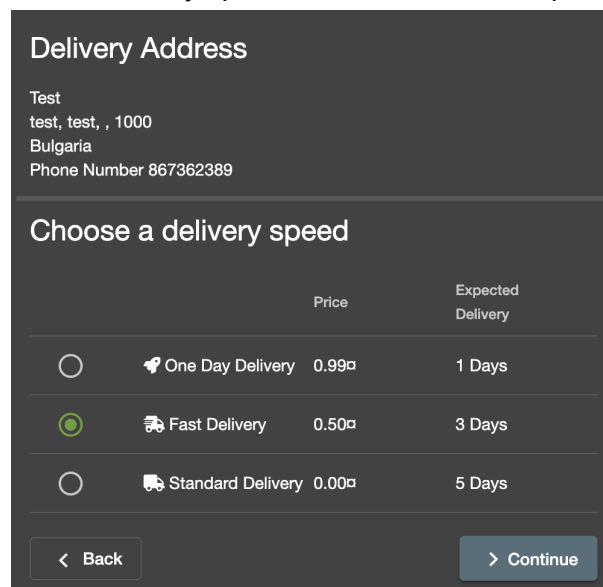 Delivery Address
Test
test, test, , 1000
Bulgaria
Phone Number 867362389
Choose a delivery speed
Price Expected Delivery
One Day Delivery 0.99¤ 1 Days
Fast Delivery 0.50¤ 3 Days
Standard Delivery 0.00¤ 5 Days
< Back > Continue